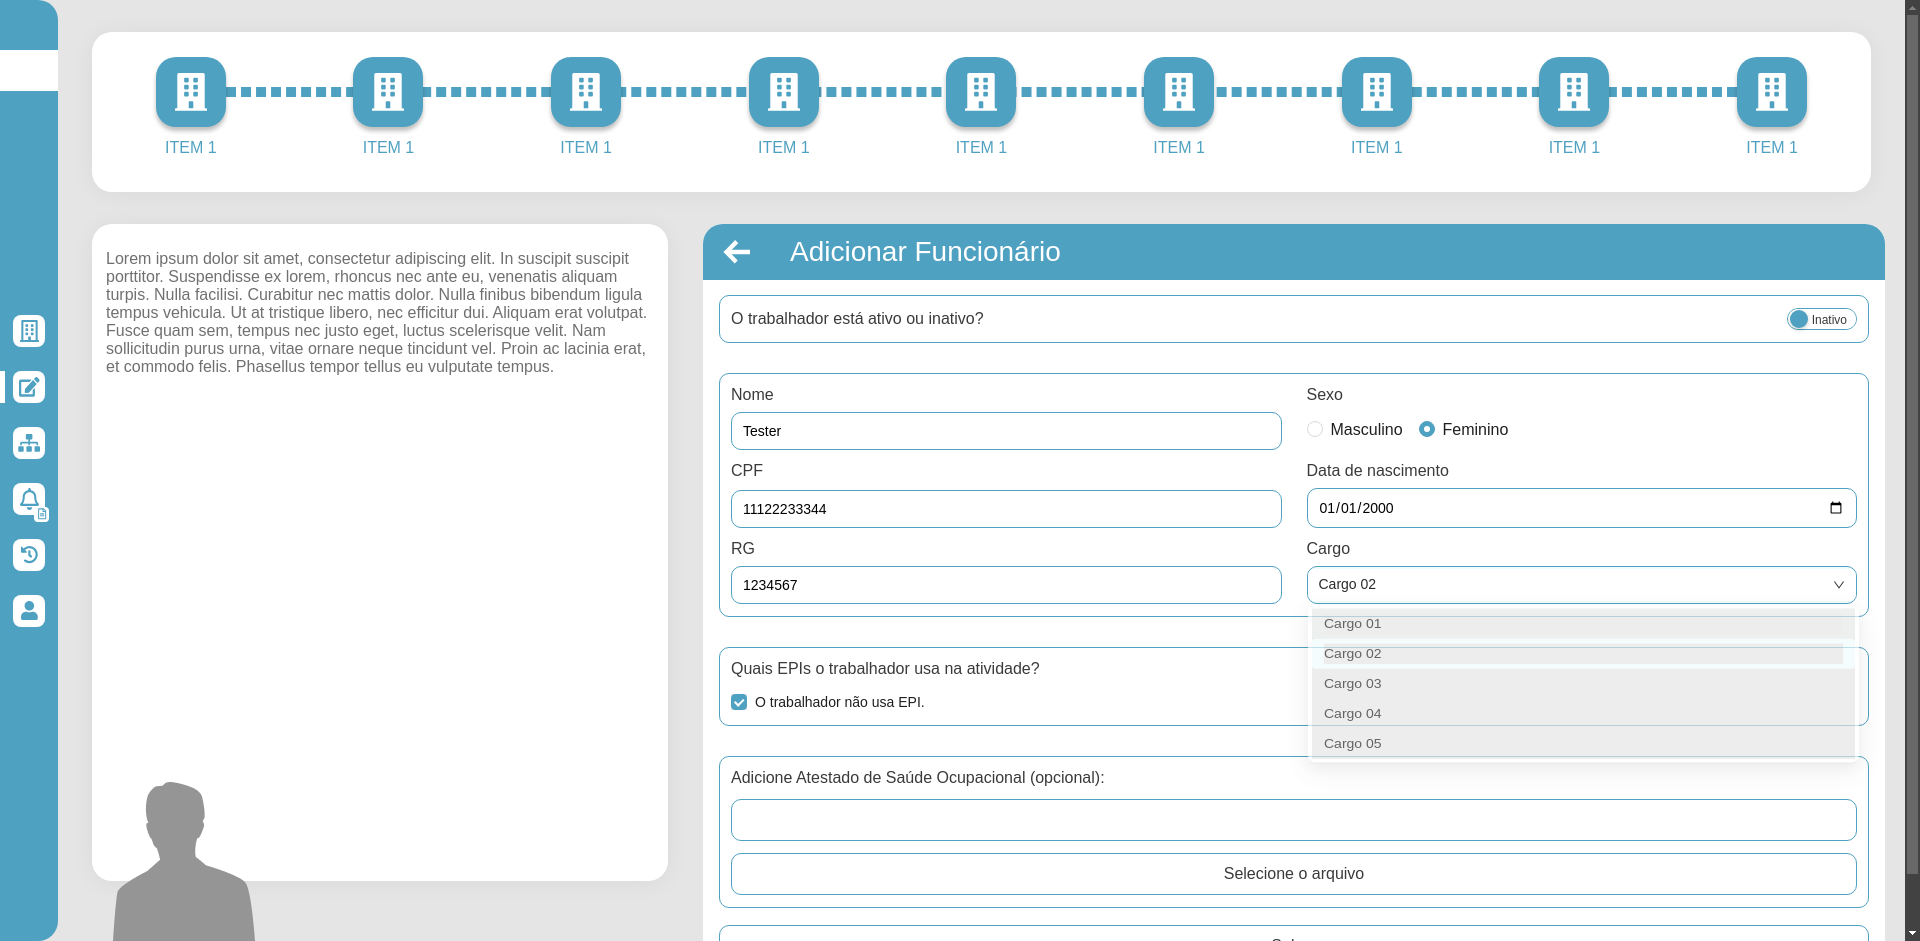 ITEM 1 ITEM 1 ITEM 1 ITEM 1 ITEM 1 ITEM 1 ITEM 1 ITEM 1 ITEM 1
Lorem ipsum dolor sit amet, consectetur adipiscing elit. In suscipit suscipit
porttitor. Suspendisse ex lorem, rhoncus nec ante eu, venenatis aliquam
turpis. Nulla facilisi. Curabitur nec mattis dolor. Nulla finibus bibendum ligula
tempus vehicula. Ut at tristique libero, nec efficitur dui. Aliquam erat volutpat.
Fusce quam sem, tempus nec justo eget, luctus scelerisque velit. Nam
sollicitudin purus urna, vitae ornare neque tincidunt vel. Proin ac lacinia erat,
et commodo felis. Phasellus tempor tellus eu vulputate tempus.
Adicionar Funcionário
O trabalhador está ativo ou inativo?
Inativo
Nome
Tester
Sexo
Masculino Feminino
CPF
11122233344
Data de nascimento
01/01/2000
RG
1234567
Cargo
Cargo 02
Cargo 01
Cargo 02
Cargo 03
Cargo 04
Cargo 05
Quais EPIs o trabalhador usa na atividade?
O trabalhador não usa EPI.
Adicione Atestado de Saúde Ocupacional (opcional):
Selecione o arquivo